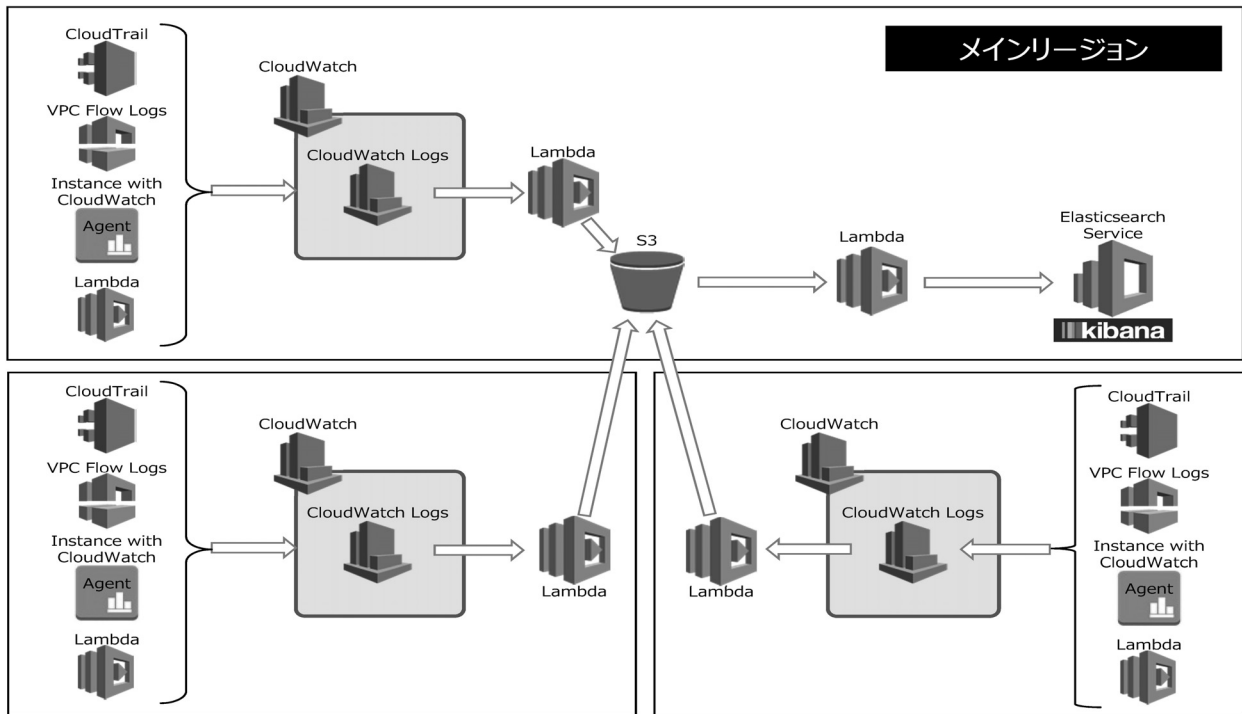 メインリージョン
CloudTrail
VPC Flow Logs
Instance with
CloudWatch
Agent
Lambda
CloudWatch
CloudWatch Logs
Lambda
S3
Lambda
Elasticsearch
Service
kibana
CloudTrail
VPC Flow Logs
Instance with
CloudWatch
Agent
Lambda
CloudWatch
CloudWatch Logs
Lambda
Lambda
CloudWatch
CloudWatch Logs
CloudTrail
VPC Flow Logs
Instance with
CloudWatch
Agent
Lambda